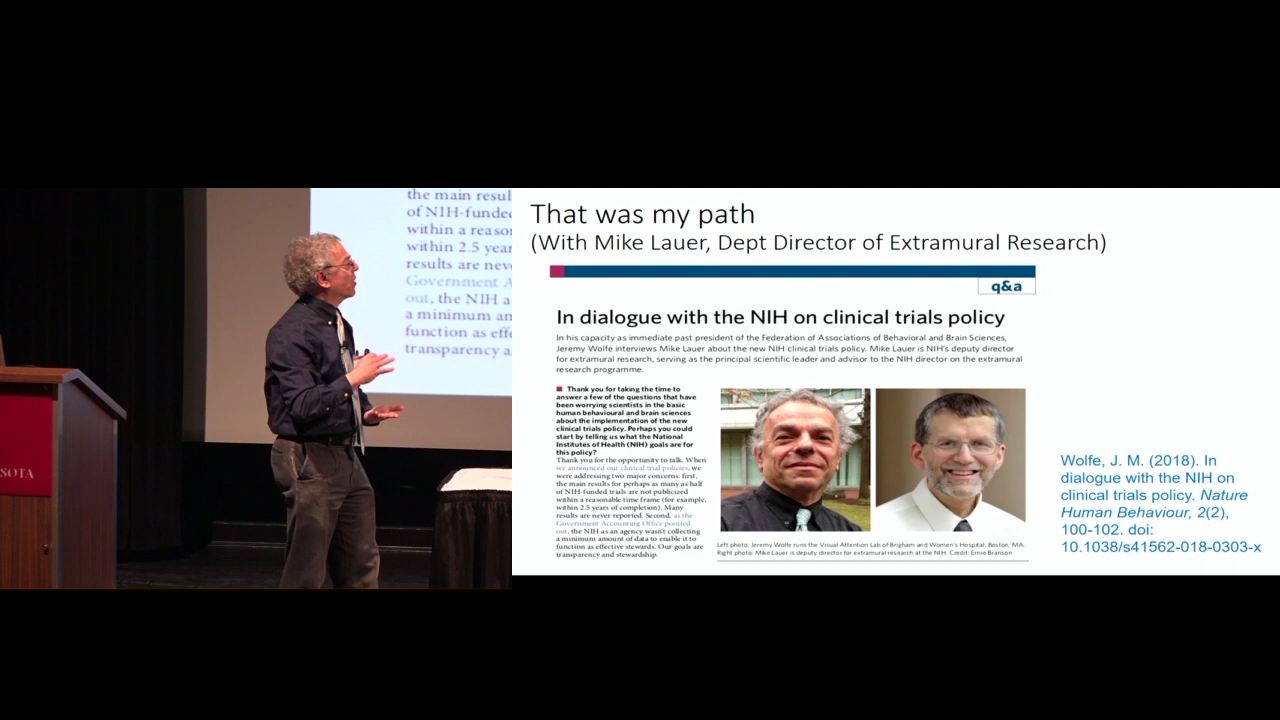 the main resul
of NIH-funded
within a reaso
within 2.5 year
results are neve
Government A
out, the NIH a
a minimum am
function as effe
transparency a
SOTA
That was my path
(With Mike Lauer, Dept Director of Extramural Research)
q&a
In dialogue with the NIH on clinical trials policy
In his capacity as immediate past president of the Federation of Associations of Behavioral and Brain Sciences,
Jeremy Wolfe interviews Mike Lauer about the new NIH clinical trials policy. Mike Lauer is NIH's deputy director
for extramural research, serving as the principal scientific leader and advisor to the NIH director on the extramural
research programme.
Thank you for taking the time to
answer a few of the questions that have
been worrying scientists in the basic
human behavioural and brain sciences
about the implementation of the new
clinical trials policy. Perhaps you could
start by telling us what the National
Institutes of Health (NIH) goals are for
this policy?
Thank you for the opportunity to talk. When
we announced our clinical trial policies, we
were addressing two major concerns: first,
the main results for perhaps as many as half
of NIH-funded trials are not publicized
within a reasonable time frame (for example,
within 2.5 years of completion). Many
results are never reported. Second, as the
Government Accounting Office pointed
out, the NIH as an agency wasn't collecting
a minimum amount of data to enable it to
function as effective stewards. Our goals are
transparency and stewardship.
Left photo: Jeremy Wolfe runs the Visual Attention Lab of Brigham and Women's Hospital, Boston, MA.
Right photo: Mike Lauer is deputy director for extramural research at the NIH. Credit: Ernie Branson
Wolfe, J. M. (2018). In
dialogue with the NIH on
clinical trials policy. Nature
Human Behaviour, 2(2),
100-102. doi:
10.1038/s41562-018-0303-x